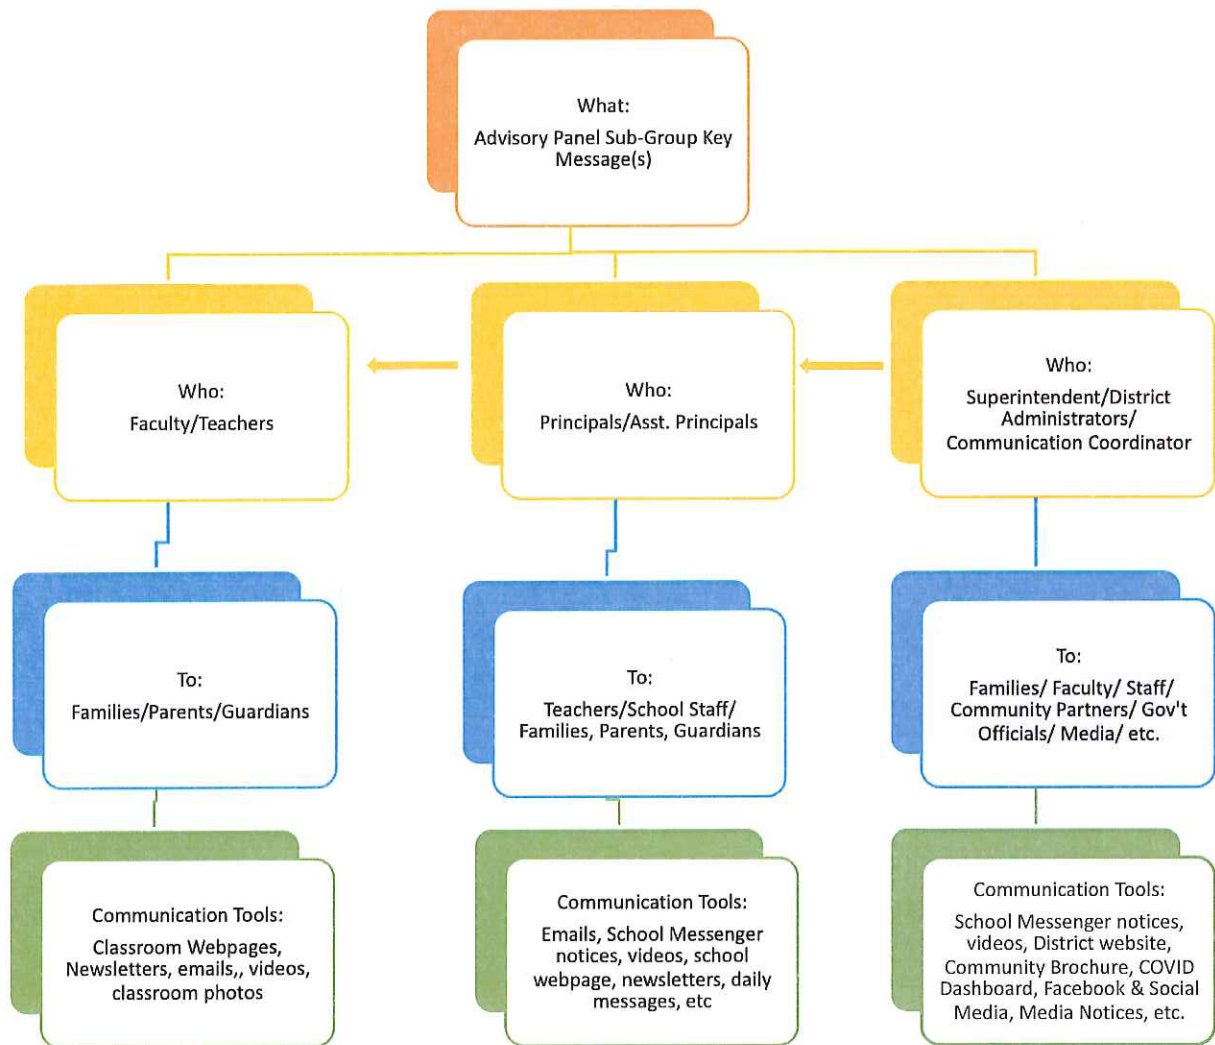 What:
Advisory Panel Sub-Group Key
Message(s)
Who:
Faculty/Teachers
Who:
Principals/Asst. Principals
Who:
Superintendent/District
Administrators/
Communication Coordinator
To:
Families/Parents/Guardians
To:
Teachers/School Staff/
Families, Parents, Guardians
To:
Families/ Faculty/ Staff/
Community Partners/ Gov't
Officials/ Media/ etc.
Communication Tools:
Classroom Webpages,
Newsletters, emails,, videos,
classroom photos
Communication Tools:
Emails, School Messenger
notices, videos, school
webpage, newsletters, daily
messages, etc
Communication Tools:
School Messenger notices,
videos, District website,
Community Brochure, COVID
Dashboard, Facebook & Social
Media, Media Notices, etc.